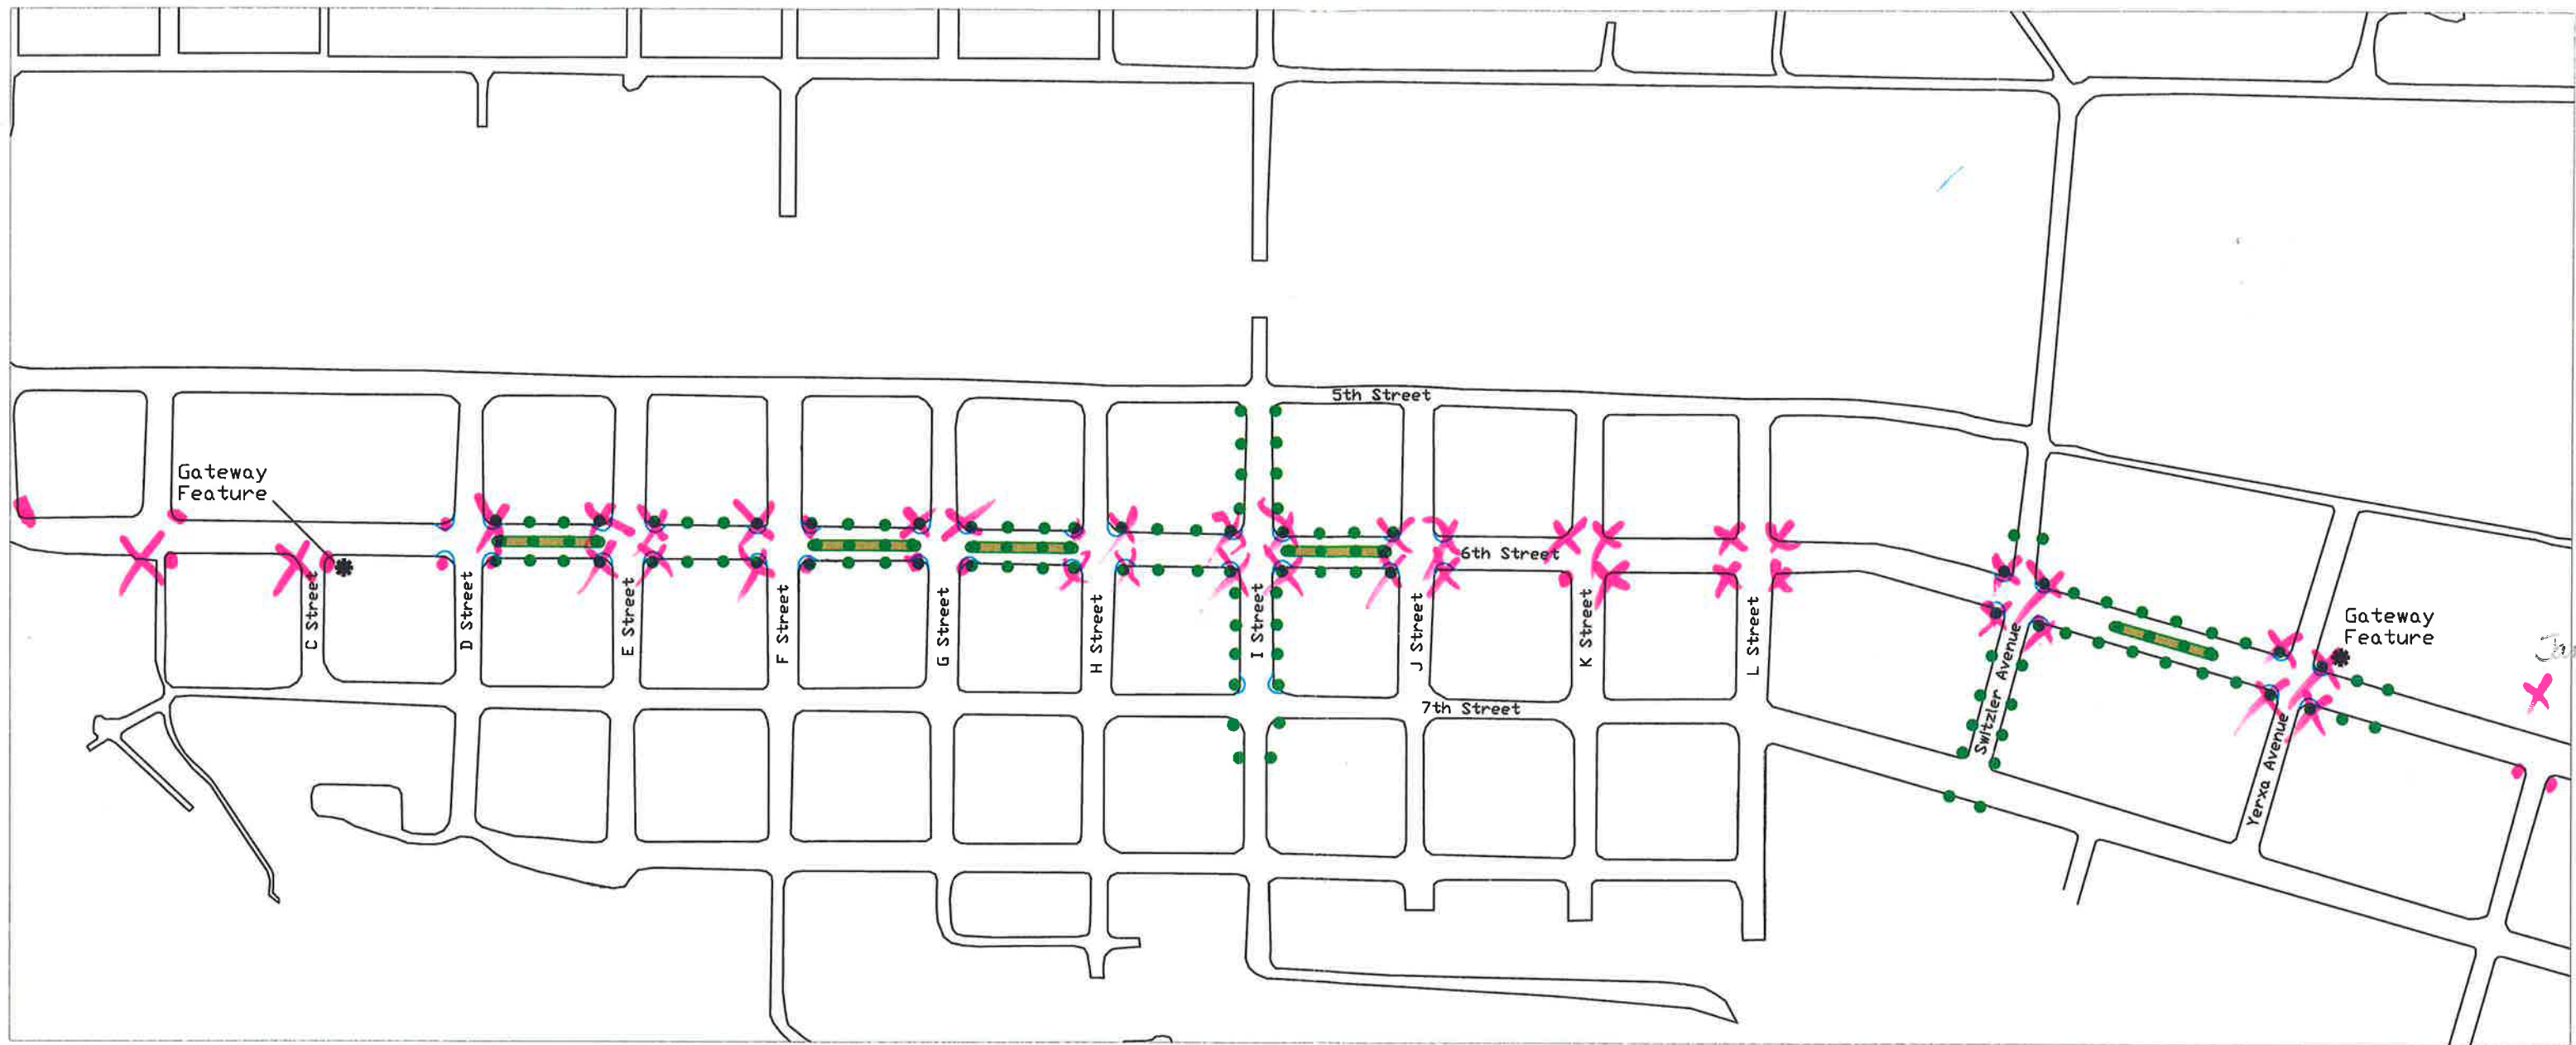 5th Street
Gateway
Feature
6th Street
C Street
D Street
E Street
F Street
G Street
H Street
I Street
J Street
K Street
L Street
Switzler Avenue
Gateway
Feature
Yerxa Avenue
7th Street